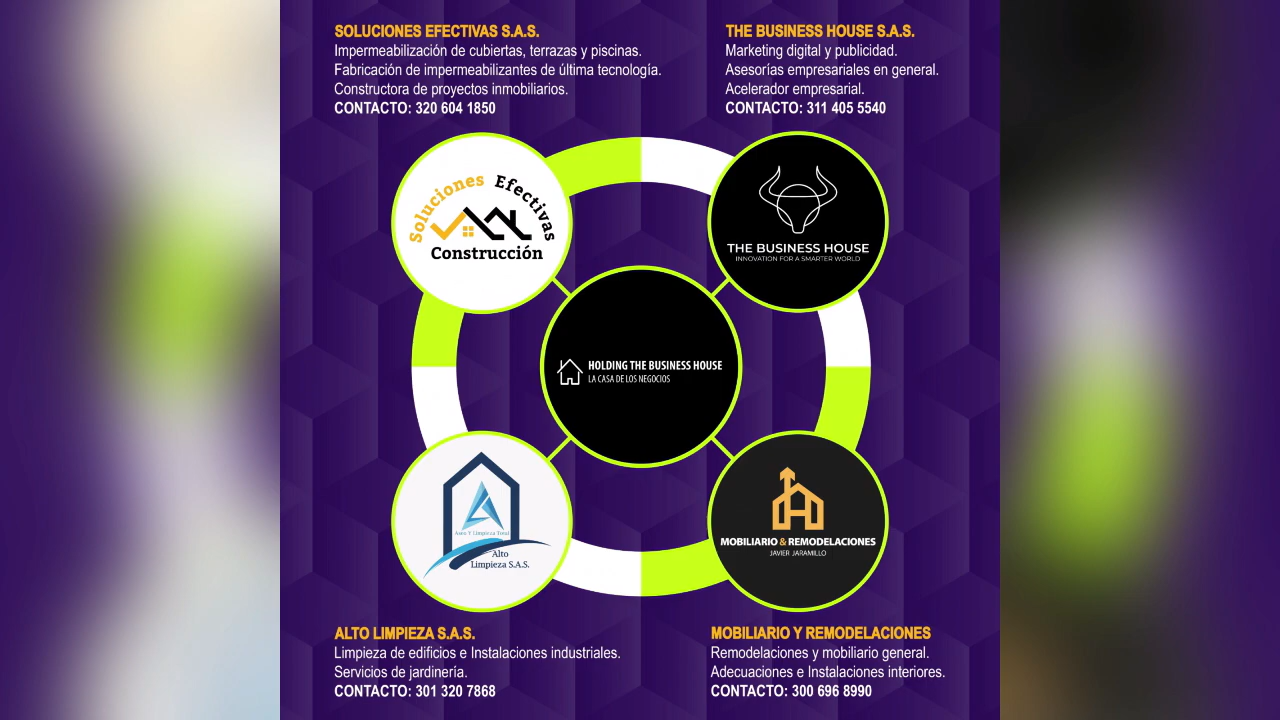 SOLUCIONES EFECTIVAS S.A.S.
Impermeabilización de cubiertas, terrazas y piscinas.
Fabricación de impermeabilizantes de última tecnología.
Constructora de proyectos inmobiliarios.
CONTACTO: 320 604 1850
THE BUSINESS HOUSE S.A.S.
Marketing digital y publicidad.
Asesorías empresariales en general.
Acelerador empresarial.
CONTACTO: 311 405 5540
Soluciones Efectivas
Construcción
THE BUSINESS HOUSE
INNOVATION FOR A SMARTER WORLD
HOLDING THE BUSINESS HOUSE
LA CASA DE LOS NEGOCIOS
Aseo Y Limpieza Total
Alto
Limpieza S.A.S.
MOBILIARIO & REMODELACIONES
JAVIER JARAMILLO
ALTO LIMPIEZA S.A.S.
Limpieza de edificios e Instalaciones industriales.
Servicios de jardinería.
CONTACTO: 301 320 7868
MOBILIARIO Y REMODELACIONES
Remodelaciones y mobiliario general.
Adecuaciones e Instalaciones interiores.
CONTACTO: 300 696 8990